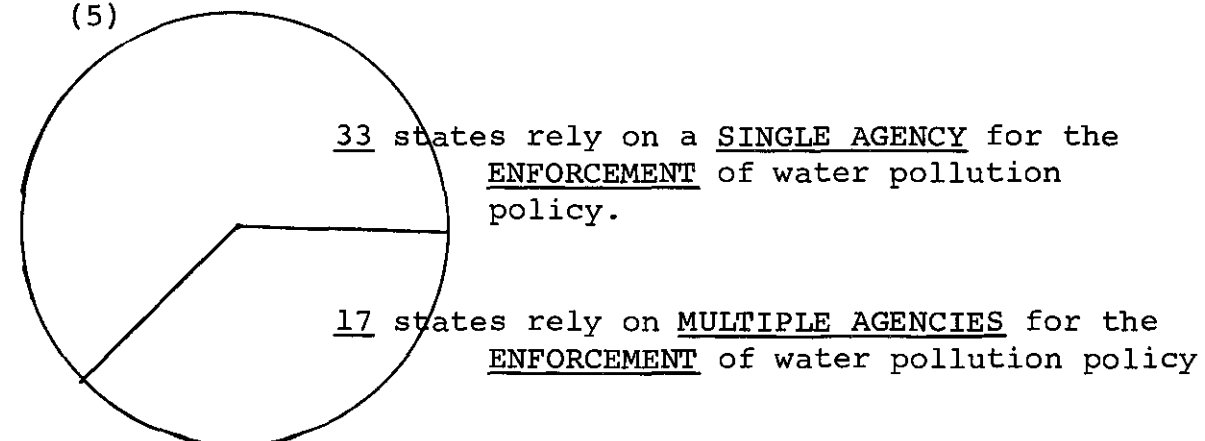 (5)
33 states rely on a SINGLE AGENCY for the
ENFORCEMENT of water pollution
policy.
17 states rely on MULTIPLE AGENCIES for the
ENFORCEMENT of water pollution policy